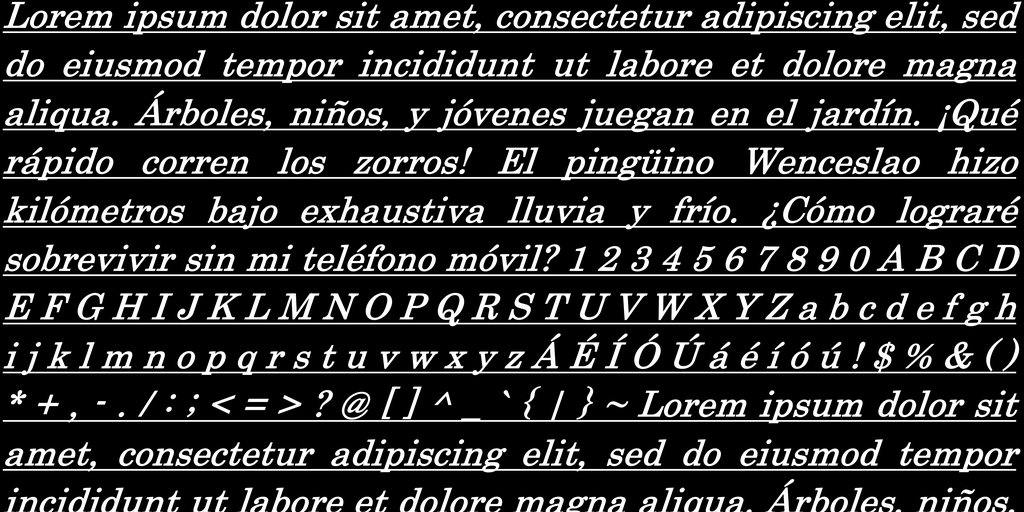 Lorem ipsum dolor sit amet, consectetur adipiscing elit, sed
do eiusmod tempor incididunt ut labore et dolore magna
aliqua. Árboles, niños, y jóvenes juegan en el jardín. ¡Qué
rápido corren los zorros! El pingüino Wenceslao hizo
kilómetros bajo exhaustiva lluvia y frío. ¿Cómo lograré
sobrevivir sin mi teléfono móvil? 1 2 3 4 5 6 7 8 9 0 A B C D
E F G H I J K L M N O P Q R S T U V W X Y Z a b c d e f g h
i j k l m n o p q r s t u v w x y z Á É Í Ó Ú á é í ó ú ! $ % & ( )
* + , - . / : ; < = > ? @ [ ] ^ _ ` { | } ~ Lorem ipsum dolor sit
amet, consectetur adipiscing elit, sed do eiusmod tempor
incididunt ut labore et dolore magna aliqua. Árboles, niños,